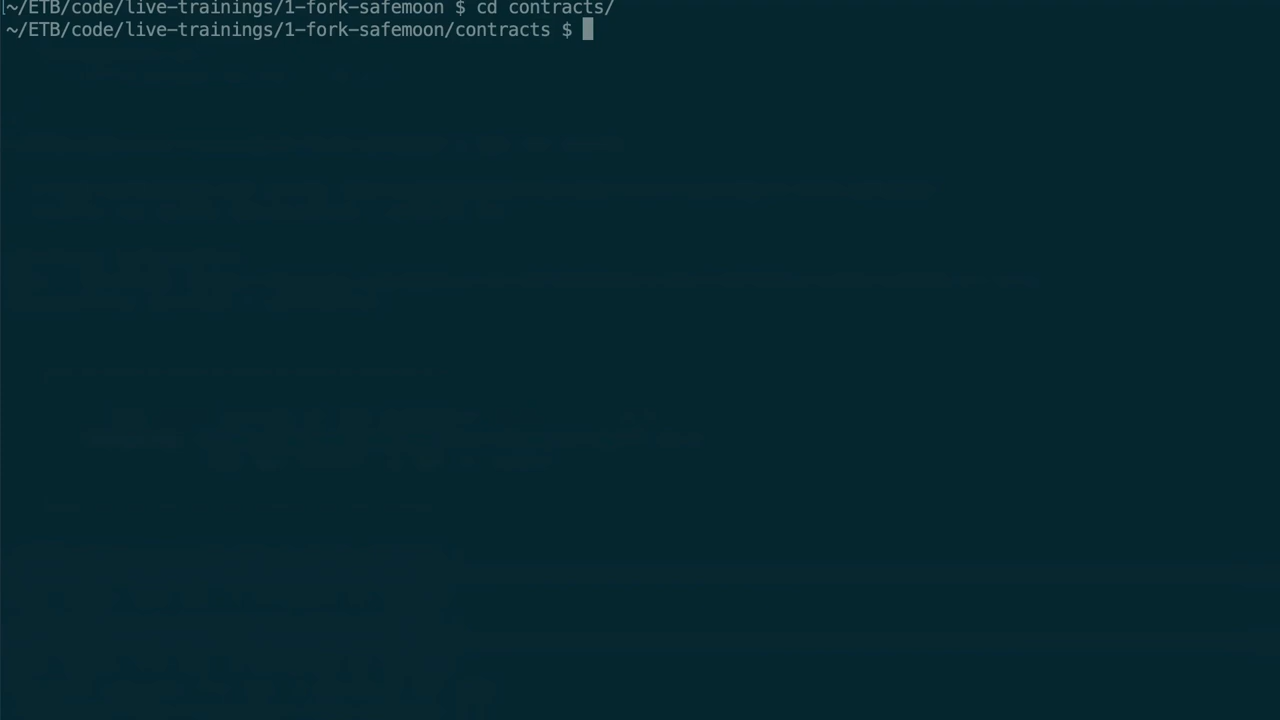 ~/ETB/code/live-trainings/1-fork-safemoon $ cd contracts/
~/ETB/code/live-trainings/1-fork-safemoon/contracts $